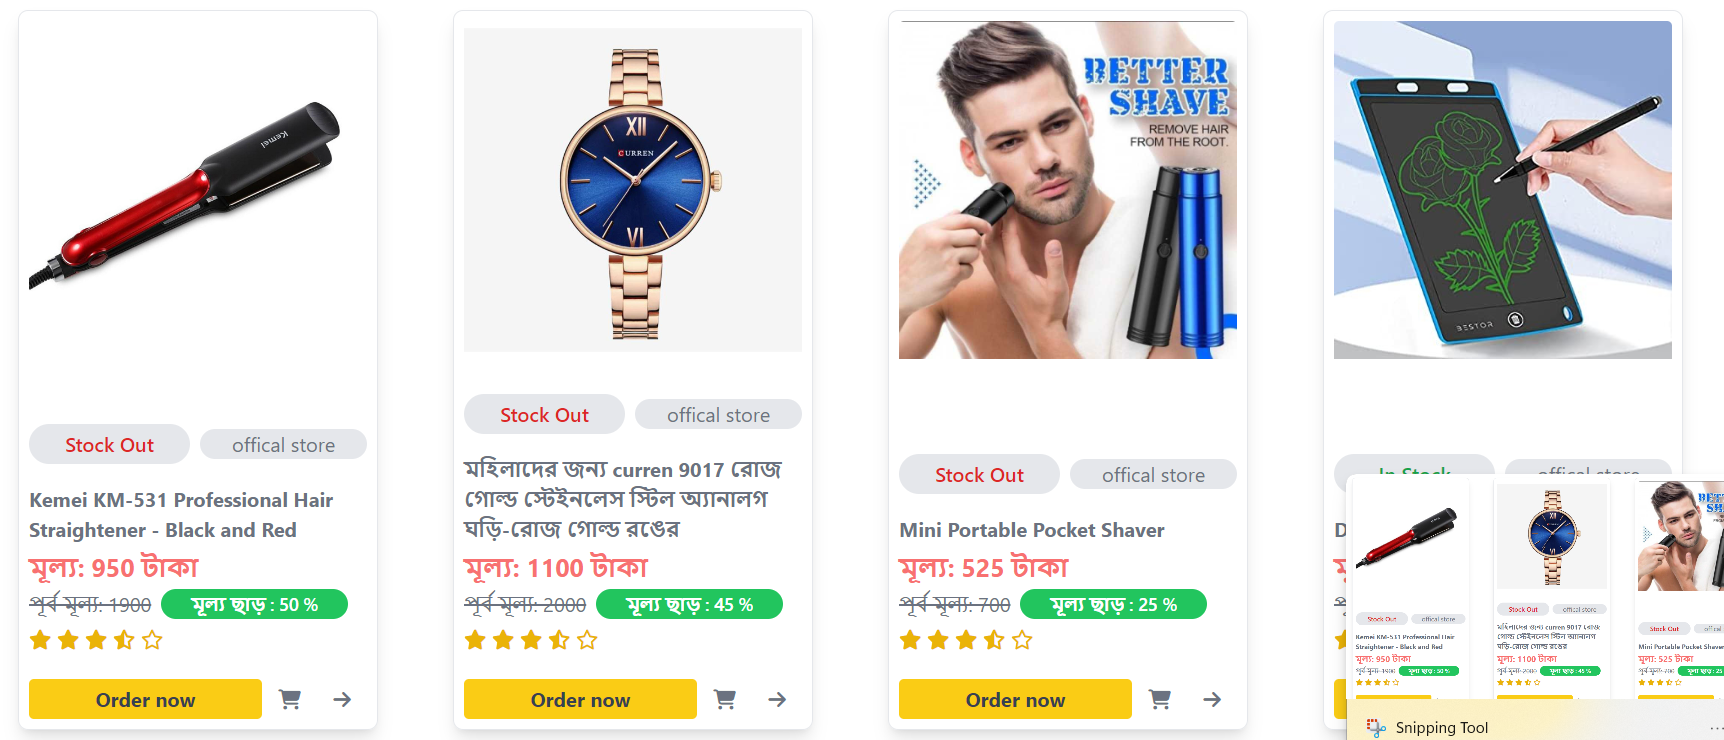 Kemei
Stock Out
offical store
Kemei KM-531 Professional Hair
Straightener - Black and Red
মূল্য: 950 টাকা
পূর্ব মূল্য: 1900
মূল্য ছাড় : 50 %
Order now
XII
CURREN
VI
Stock Out
offical store
মহিলাদের জন্য curren 9017 রোজ
গোল্ড স্টেইনলেস স্টিল অ্যানালগ
ঘড়ি-রোজ গোল্ড রঙের
মূল্য: 1100 টাকা
পূর্ব মূল্য: 2000
মূল্য ছাড় : 45 %
Order now
BETTER
SHAVE
REMOVE HAIR
FROM THE ROOT.
Stock Out
offical store
Mini Portable Pocket Shaver
মূল্য: 525 টাকা
পূর্ব মূল্য: 700
মূল্য ছাড় : 25 %
Order now
BESTOR
In Stock
offical store
D
Stock Out
offical store
Kemei KM-531 Professional Hair
Straightener - Black and Red
মূল্য: 950 টাকা
পূর্ব মূল্য: 1900
মূল্য ছাড় : 50 %
Stock Out
offical store
মহিলাদের জন্য curren 9017 রোজ
গোল্ড স্টেইনলেস স্টিল অ্যানালগ
ঘড়ি-রোজ গোল্ড রঙের
মূল্য: 1100 টাকা
পূর্ব মূল্য: 2000
মূল্য ছাড় : 45 %
Stock Out
Mini Portable Pocket Shaver
মূল্য: 525 টাকা
পূর্ব মূল্য: 700
মূল্য ছাড় : 25
Snipping Tool